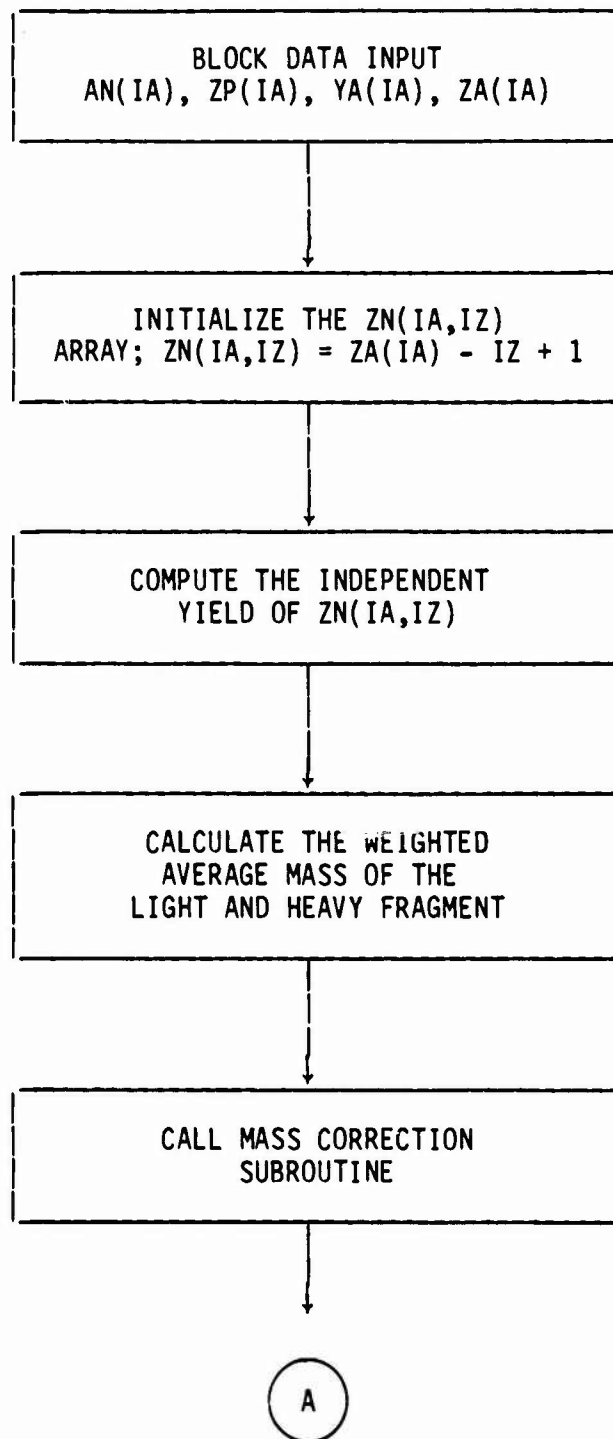 BLOCK DATA INPUT
AN(IA), ZP(IA), YA(IA), ZA(IA)
INITIALIZE THE ZN(IA,IZ)
ARRAY; ZN(IA,IZ) = ZA(IA) - IZ + 1
COMPUTE THE INDEPENDENT
YIELD OF ZN(IA,IZ)
CALCULATE THE WEIGHTED
AVERAGE MASS OF THE
LIGHT AND HEAVY FRAGMENT
CALL MASS CORRECTION
SUBROUTINE
A